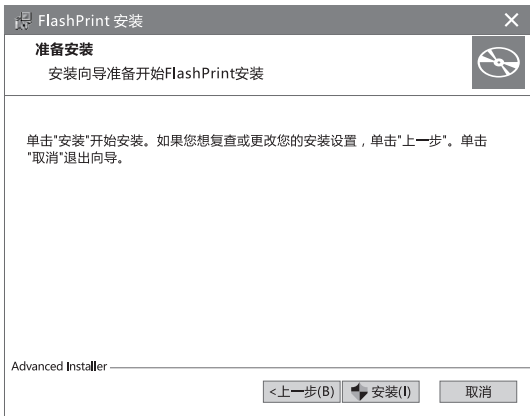 FlashPrint 安装
准备安装
安装向导准备开始FlashPrint安装
单击"安装"开始安装。如果您想复查或更改您的安装设置，单击"上一步"。单击
"取消"退出向导。
Advanced Installer
<上一步(B) 安装(I) 取消